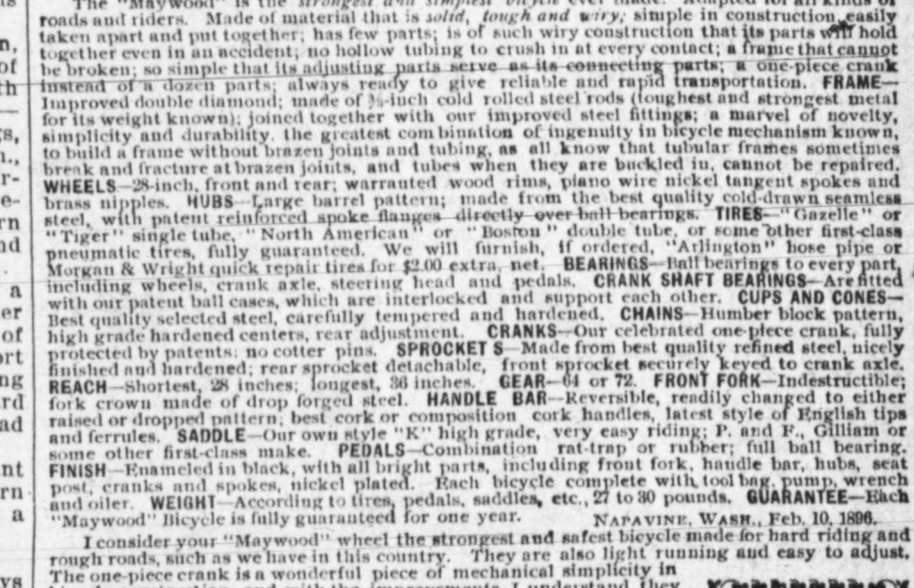 The "Maywood" is the strongest and simplest bicycle ever made. Adapted for all kinds of
roads and riders. Made of material that is solid, tough and wiry; simple in construction, easily
taken apart and put together; has few parts; is of such wiry construction that its parts will hold
together even in an accident; no hollow tubing to crush in at every contact; a frame that cannot
be broken; so simple that its adjusting parts serve as its connecting parts; a one-piece crank
instead of a dozen parts; always ready to give reliable and rapid transportation. FRAME—
Improved double diamond; made of -inch cold rolled steel rods (toughest and strongest metal
for its weight known); joined together with our improved steel fittings; a marvel of novelty,
simplicity and durability. the greatest combination of ingenuity in bicycle mechanism known,
to build a frame without brazen joints and tubing, as all know that tubular frames sometimes
break and fracture at brazen joints, and tubes when they are buckled in, cannot be repaired.
WHEELS—28-inch, front and rear; warranted wood rims, piano wire nickel tangent spokes and
brass nipples. HUBS—Large barrel pattern; made from the best quality cold-drawn seamless
steel, with patent reinforced spoke flanges directly over ball bearings. TIRES—"Gazelle" or
"Tiger" single tube, "North American" or "Boston" double tube, or some other first-class
pneumatic tires, fully guaranteed. We will furnish, if ordered, "Arlington" hose pipe or
Morgan & Wright quick repair tires for $2.00 extra, net. BEARINGS—Ball bearings to every part,
including wheels, crank axle, steering head and pedals. CRANK SHAFT BEARINGS—Are fitted
with our patent ball cases, which are interlocked and support each other. CUPS AND CONES—
Best quality selected steel, carefully tempered and hardened. CHAINS—Humber block pattern,
high grade hardened centers, rear adjustment. CRANKS—Our celebrated one-piece crank, fully
protected by patents; no cotter pins. SPROCKET S—Made from best quality refined steel, nicely
finished and hardened; rear sprocket detachable, front sprocket securely keyed to crank axle.
REACH—Shortest, 28 inches; longest, 36 inches. GEAR—64 or 72. FRONT FORK—Indestructible;
fork crown made of drop forged steel. HANDLE BAR—Reversible, readily changed to either
raised or dropped pattern; best cork or composition cork handles, latest style of English tips
and ferrules. SADDLE—Our own style "K" high grade, very easy riding; P. and F., Gilliam or
some other first-class make. PEDALS—Combination rat-trap or rubber; full ball bearing.
FINISH—Enameled in black, with all bright parts, including front fork, handle bar, hubs, seat
post, cranks and spokes, nickel plated. Each bicycle complete with tool bag, pump, wrench
and oiler. WEIGHT—According to tires, pedals, saddles, etc., 27 to 30 pounds. GUARANTEE—Each
"Maywood" Bicycle is fully guaranteed for one year. NAPAVINE, WASH., Feb. 10, 1896.
I consider your "Maywood" wheel the strongest and safest bicycle made for hard riding and
rough roads, such as we have in this country. They are also light running and easy to adjust.
The one-piece crank is a wonderful piece of mechanical simplicity in